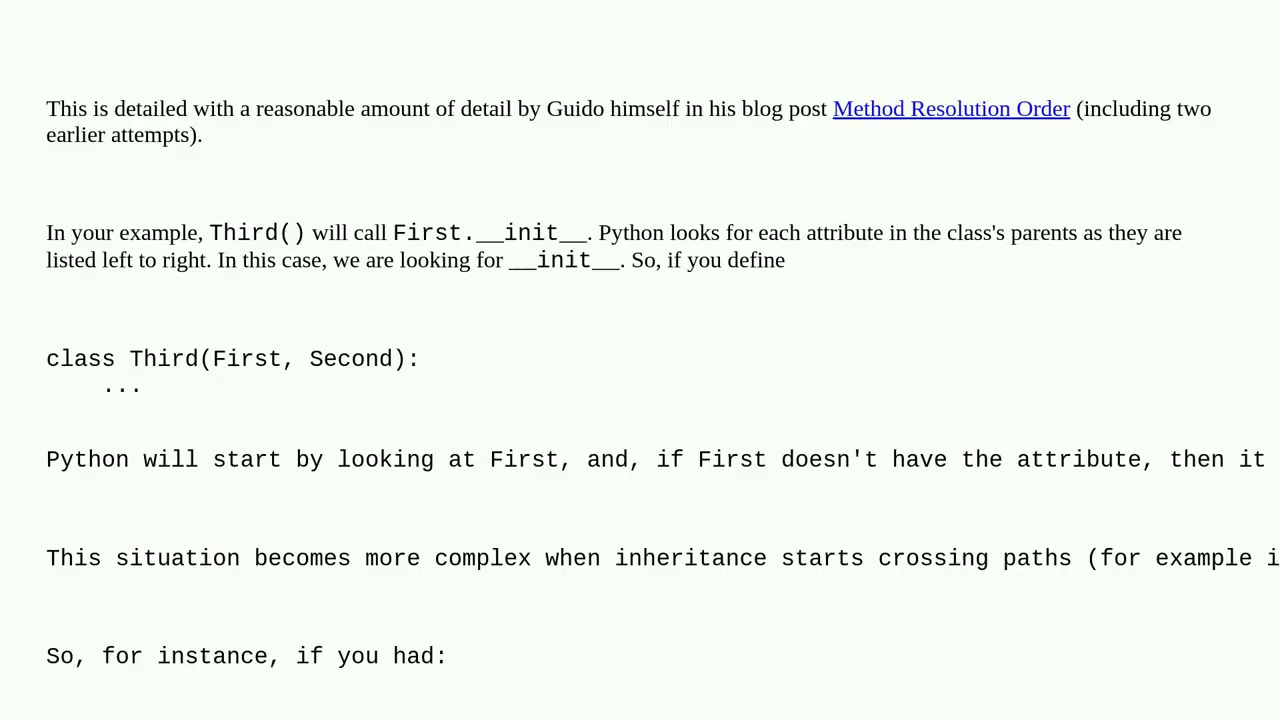 This is detailed with a reasonable amount of detail by Guido himself in his blog post Method Resolution Order (including two
earlier attempts).
In your example, Third() will call First.__init__. Python looks for each attribute in the class's parents as they are
listed left to right. In this case, we are looking for __init__. So, if you define
class Third(First, Second):
    ...
Python will start by looking at First, and, if First doesn't have the attribute, then it
This situation becomes more complex when inheritance starts crossing paths (for example i
So, for instance, if you had: